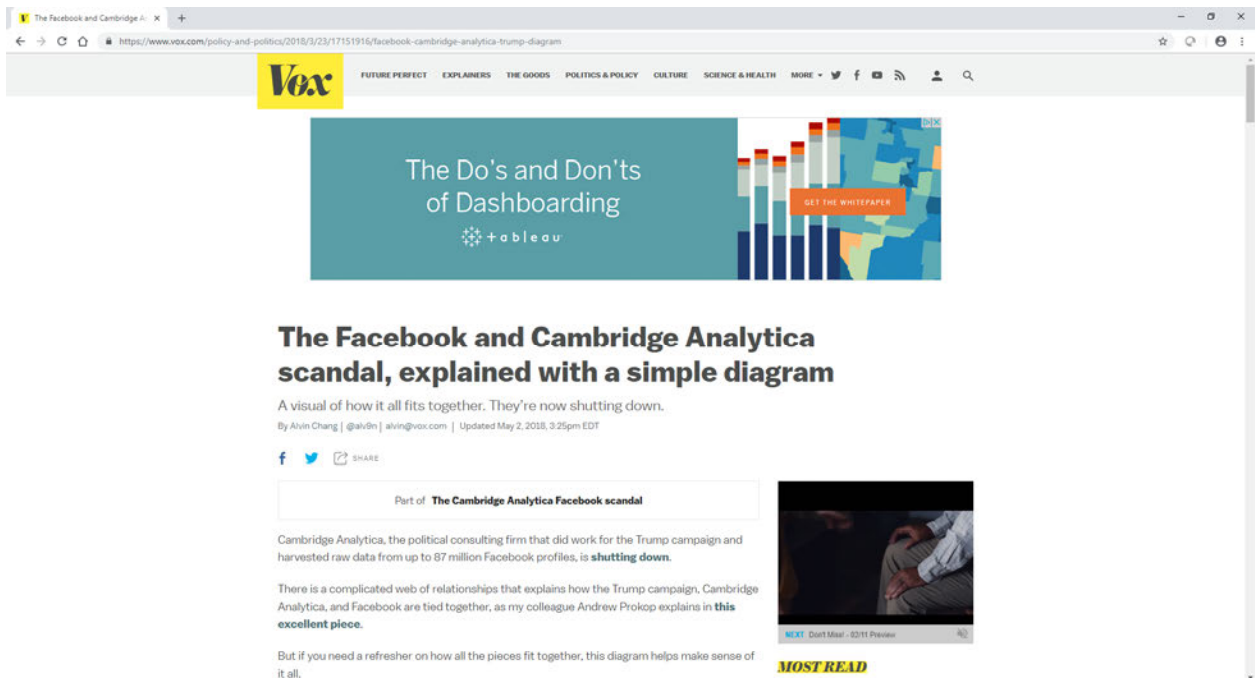 The Facebook and Cambridge A
https://www.vox.com/policy-and-politics/2018/3/23/17151916/facebook-cambridge-analytica-trump-diagram
Vox
FUTURE PERFECT EXPLAINERS THE GOODS POLITICS & POLICY CULTURE SCIENCE & HEALTH MORE
The Do's and Don'ts
of Dashboarding
+ a b l e a u
GET THE WHITEPAPER
The Facebook and Cambridge Analytica
scandal, explained with a simple diagram
A visual of how it all fits together. They're now shutting down.
By Alvin Chang | @alv9n | alvin@vox.com | Updated May 2, 2018, 3:25pm EDT
SHARE
Part of The Cambridge Analytica Facebook scandal
Cambridge Analytica, the political consulting firm that did work for the Trump campaign and
harvested raw data from up to 87 million Facebook profiles, is shutting down.
There is a complicated web of relationships that explains how the Trump campaign, Cambridge
Analytica, and Facebook are tied together, as my colleague Andrew Prokop explains in this
excellent piece.
But if you need a refresher on how all the pieces fit together, this diagram helps make sense of
it all.
NEXT Don't Miss! - 03/11 Preview
MOST READ